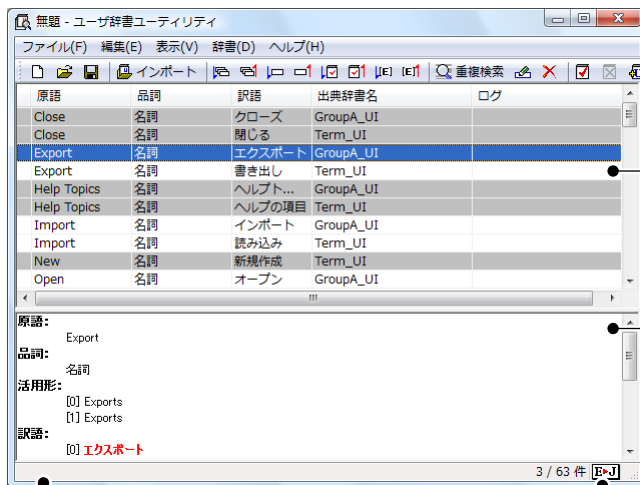 無題 - ユーザ辞書ユーティリティ
ファイル(F) 編集(E) 表示(V) 辞書(D) ヘルプ(H)
インポート [E] [E] 重複検索
原語 品詞 訳語 出典辞書名 ログ
Close 名詞 クローズ GroupA_UI
Close 名詞 閉じる Term_UI
Export 名詞 エクスポート GroupA_UI
Export 名詞 書き出し Term_UI
Help Topics 名詞 ヘルプト... GroupA_UI
Help Topics 名詞 ヘルプの項目 Term_UI
Import 名詞 インポート GroupA_UI
Import 名詞 読み込み Term_UI
New 名詞 新規作成 Term_UI
Open 名詞 オープン GroupA_UI
原語:
Export
品詞:
名詞
活用形:
[0] Exports
[1] Exports
訳語:
[0] エクスポート
3 / 63 件 E▸J